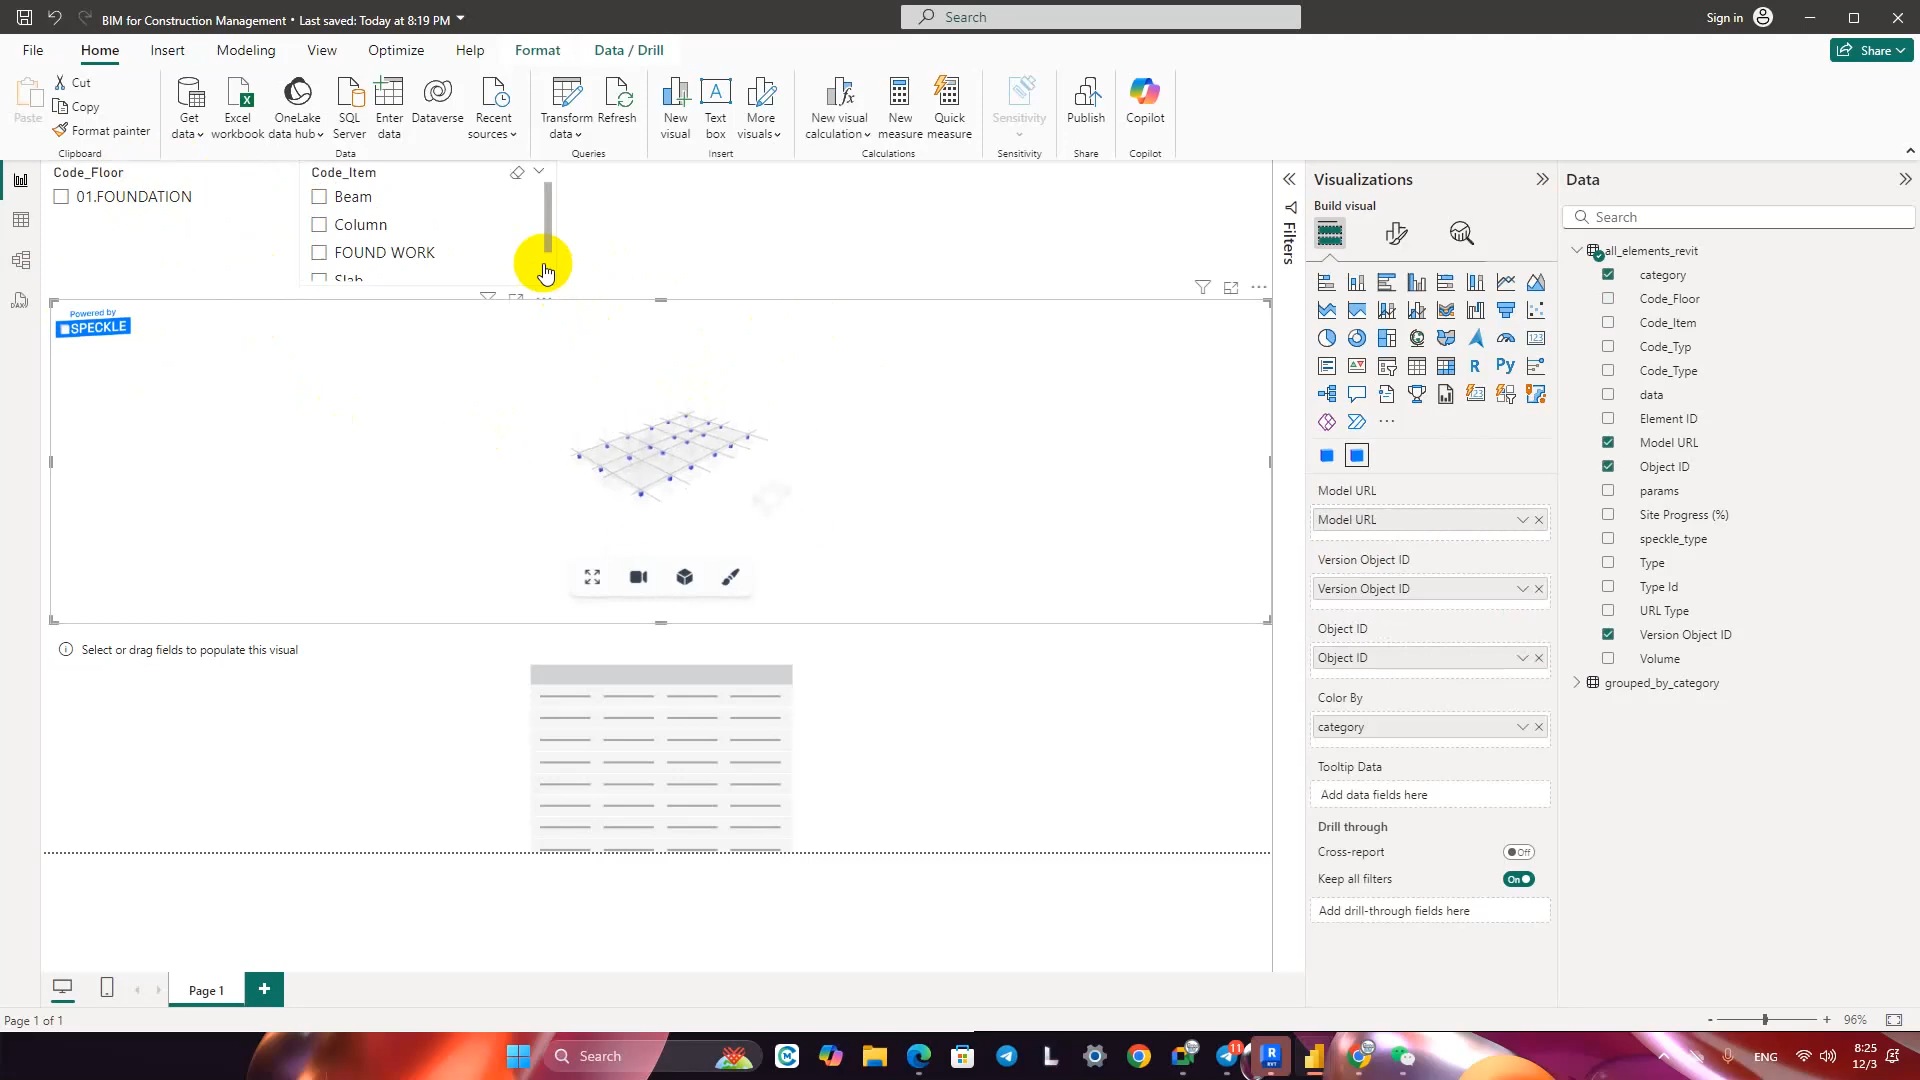 BIM for Construction Management • Last saved: Today at 8:19 PM
Search
Sign in
File
Home
Insert
Modeling
View
Optimize
Help
Format
Data / Drill
Share
Paste
Cut
Copy
Format painter
Clipboard
Get data
Excel workbook
OneLake data hub
SQL Server
Enter data
Dataverse
Recent sources
Data
Transform data
Refresh
Queries
New visual
Text box
More visuals
Insert
New visual calculation
New measure
Quick measure
Calculations
Sensitivity
Sensitivity
Publish
Share
Copilot
Copilot
Code_Floor
01.FOUNDATION
Code_Item
Beam
Column
FOUND WORK
Slab
Powered by
SPECKLE
Select or drag fields to populate this visual
Filters
Visualizations
Build visual
Model URL
Model URL
Version Object ID
Version Object ID
Object ID
Object ID
Color By
category
Tooltip Data
Add data fields here
Drill through
Cross-report
Off
Keep all filters
On
Add drill-through fields here
Data
Search
all_elements_revit
category
Code_Floor
Code_Item
Code_Typ
Code_Type
data
Element ID
Model URL
Object ID
params
Site Progress (%)
speckle_type
Type
Type Id
URL Type
Version Object ID
Volume
grouped_by_category
Page 1
Page 1 of 1
96%
Search
11
ENG
8:25
12/3